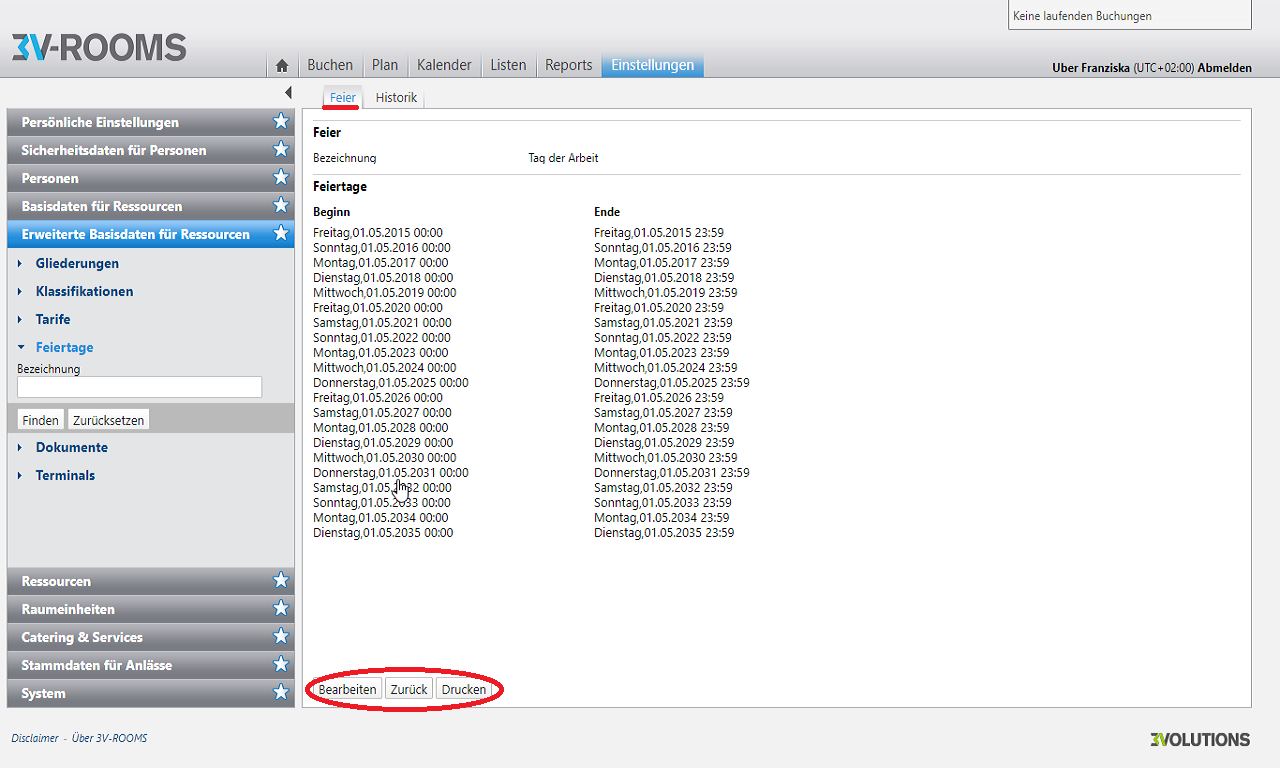 Keine laufenden Buchungen
3V-ROOMS
Buchen Plan Kalender Listen Reports Einstellungen
Uber Franziska (UTC+02:00) Abmelden
Feier Historik
Persönliche Einstellungen
Sicherheitsdaten für Personen
Personen
Basisdaten für Ressourcen
Erweiterte Basisdaten für Ressourcen
Gliederungen
Klassifikationen
Tarife
Feiertage
Bezeichnung
Finden Zurücksetzen
Dokumente
Terminals
Ressourcen
Raumeinheiten
Catering & Services
Stammdaten für Anlässe
System
Feier
Bezeichnung Tag der Arbeit
Feiertage
Beginn Ende
Freitag,01.05.2015 00:00 Freitag,01.05.2015 23:59
Sonntag,01.05.2016 00:00 Sonntag,01.05.2016 23:59
Montag,01.05.2017 00:00 Montag,01.05.2017 23:59
Dienstag,01.05.2018 00:00 Dienstag,01.05.2018 23:59
Mittwoch,01.05.2019 00:00 Mittwoch,01.05.2019 23:59
Freitag,01.05.2020 00:00 Freitag,01.05.2020 23:59
Samstag,01.05.2021 00:00 Samstag,01.05.2021 23:59
Sonntag,01.05.2022 00:00 Sonntag,01.05.2022 23:59
Montag,01.05.2023 00:00 Montag,01.05.2023 23:59
Mittwoch,01.05.2024 00:00 Mittwoch,01.05.2024 23:59
Donnerstag,01.05.2025 00:00 Donnerstag,01.05.2025 23:59
Freitag,01.05.2026 00:00 Freitag,01.05.2026 23:59
Samstag,01.05.2027 00:00 Samstag,01.05.2027 23:59
Montag,01.05.2028 00:00 Montag,01.05.2028 23:59
Dienstag,01.05.2029 00:00 Dienstag,01.05.2029 23:59
Mittwoch,01.05.2030 00:00 Mittwoch,01.05.2030 23:59
Donnerstag,01.05.2031 00:00 Donnerstag,01.05.2031 23:59
Samstag,01.05.2032 00:00 Samstag,01.05.2032 23:59
Sonntag,01.05.2033 00:00 Sonntag,01.05.2033 23:59
Montag,01.05.2034 00:00 Montag,01.05.2034 23:59
Dienstag,01.05.2035 00:00 Dienstag,01.05.2035 23:59
Bearbeiten Zurück Drucken
Disclaimer - Über 3V-ROOMS
3VOLUTIONS